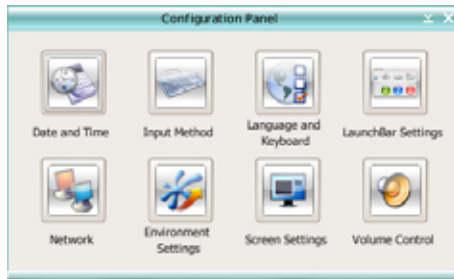 Configuration Panel
Date and Time
Input Method
Language and
Keyboard
LaunchBar Settings
Network
Environment
Settings
Screen Settings
Volume Control